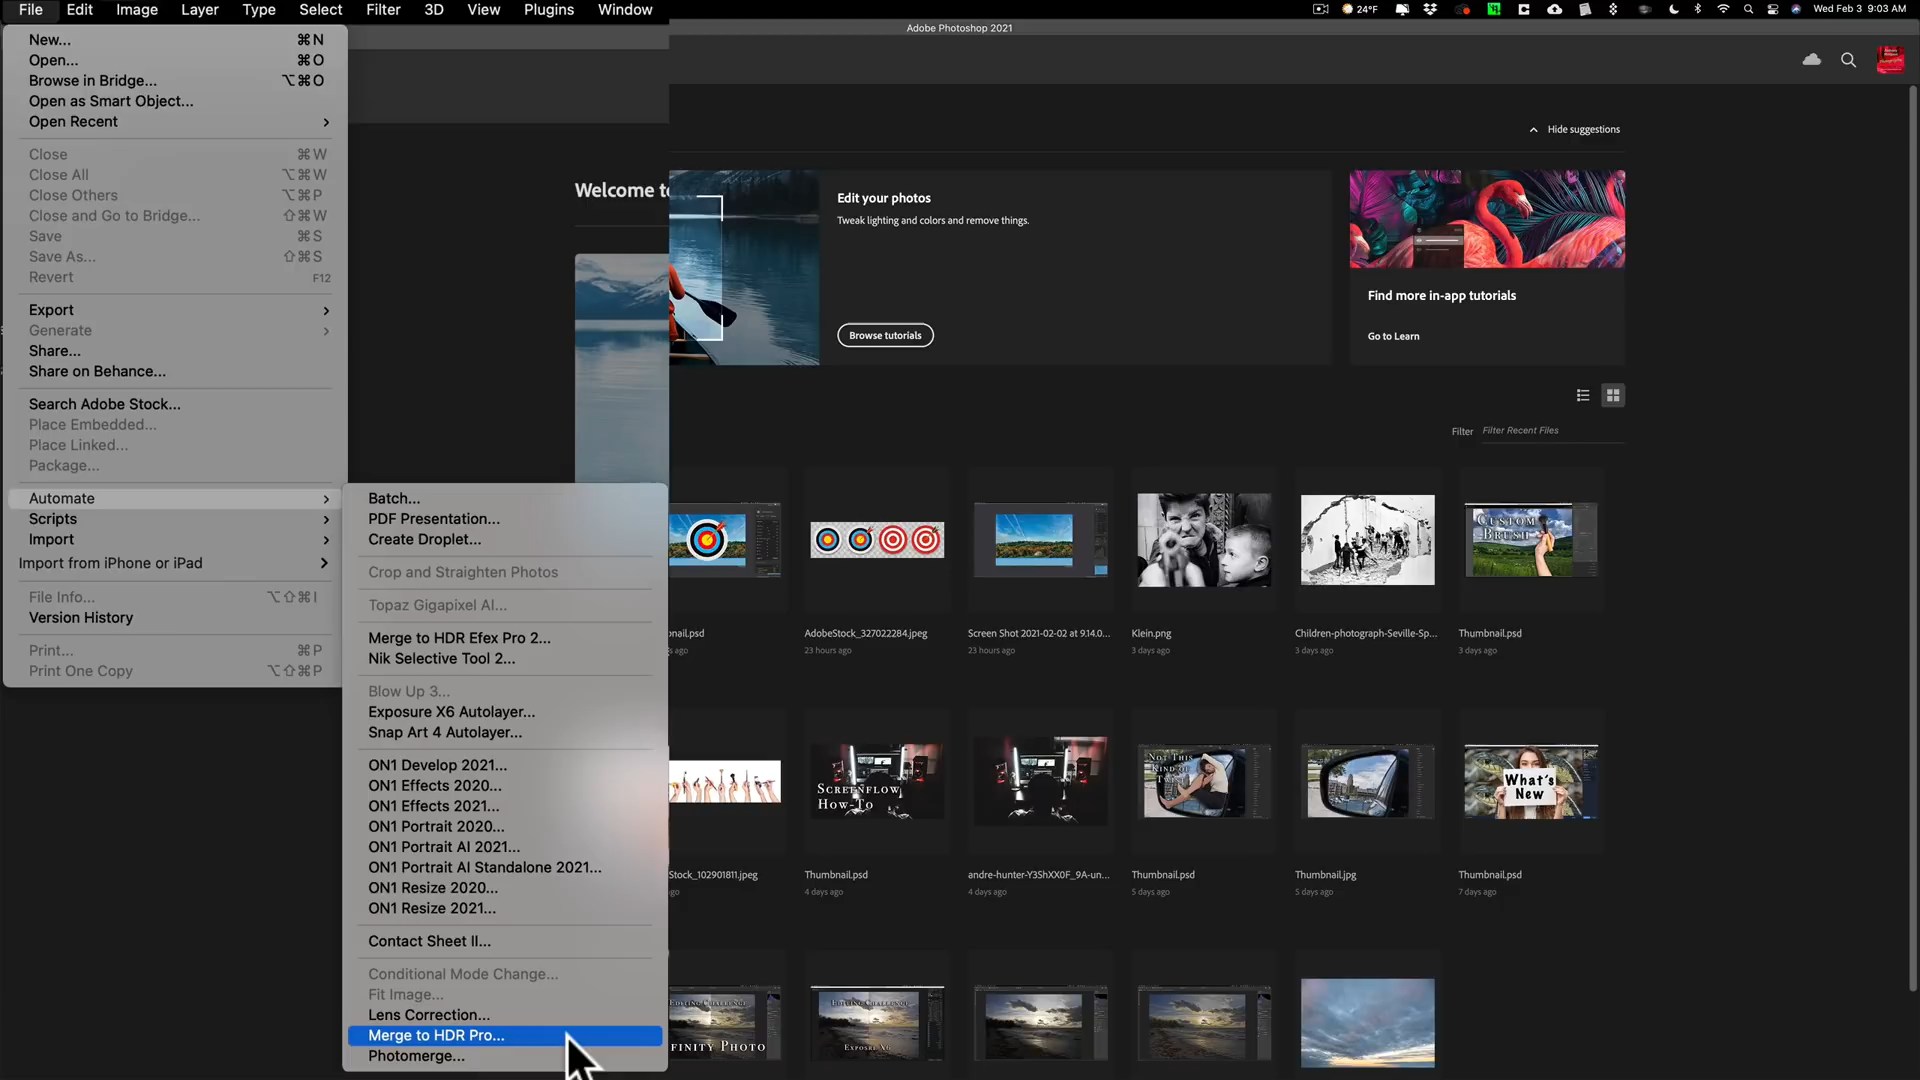 File Edit Image Layer Type Select Filter 3D View Plugins Window
24°F
Wed Feb 3 9:03 AM
Adobe Photoshop 2021
New... ⌘N
Open... ⌘O
Browse in Bridge... ⌥⌘O
Open as Smart Object...
Open Recent
Close ⌘W
Close All ⌥⌘W
Close Others ⌥⌘P
Close and Go to Bridge... ⇧⌘W
Save ⌘S
Save As... ⇧⌘S
Revert F12
Export
Generate
Share...
Share on Behance...
Search Adobe Stock...
Place Embedded...
Place Linked...
Package...
Automate
Scripts
Import
Import from iPhone or iPad
File Info... ⌥⇧⌘I
Version History
Print... ⌘P
Print One Copy ⌥⇧⌘P
Batch...
PDF Presentation...
Create Droplet...
Crop and Straighten Photos
Topaz Gigapixel AI...
Merge to HDR Efex Pro 2...
Nik Selective Tool 2...
Blow Up 3...
Exposure X6 Autolayer...
Snap Art 4 Autolayer...
ON1 Develop 2021...
ON1 Effects 2020...
ON1 Effects 2021...
ON1 Portrait 2020...
ON1 Portrait AI 2021...
ON1 Portrait AI Standalone 2021...
ON1 Resize 2020...
ON1 Resize 2021...
Contact Sheet II...
Conditional Mode Change...
Fit Image...
Lens Correction...
Merge to HDR Pro...
Photomerge...
Hide suggestions
Welcome to
Edit your photos
Tweak lighting and colors and remove things.
Browse tutorials
Find more in-app tutorials
Go to Learn
Filter Filter Recent Files
CUSTOM
BRUSH
nail.psd
AdobeStock_327022284.jpeg
Screen Shot 2021-02-02 at 9.14.0...
Klein.png
Children-photograph-Seville-Sp...
Thumbnail.psd
s ago
23 hours ago
23 hours ago
3 days ago
3 days ago
3 days ago
SCREENFLOW
HOW-TO
NOT THIS
KIND OF
What's
New
Stock_102901811.jpeg
Thumbnail.psd
andre-hunter-Y3ShXX0F_9A-un...
Thumbnail.psd
Thumbnail.jpg
Thumbnail.psd
go
4 days ago
4 days ago
5 days ago
5 days ago
7 days ago
EDITING CHALLENGE
FINITY PHOTO
EDITING CHALLENGE
EXPOSURE X6